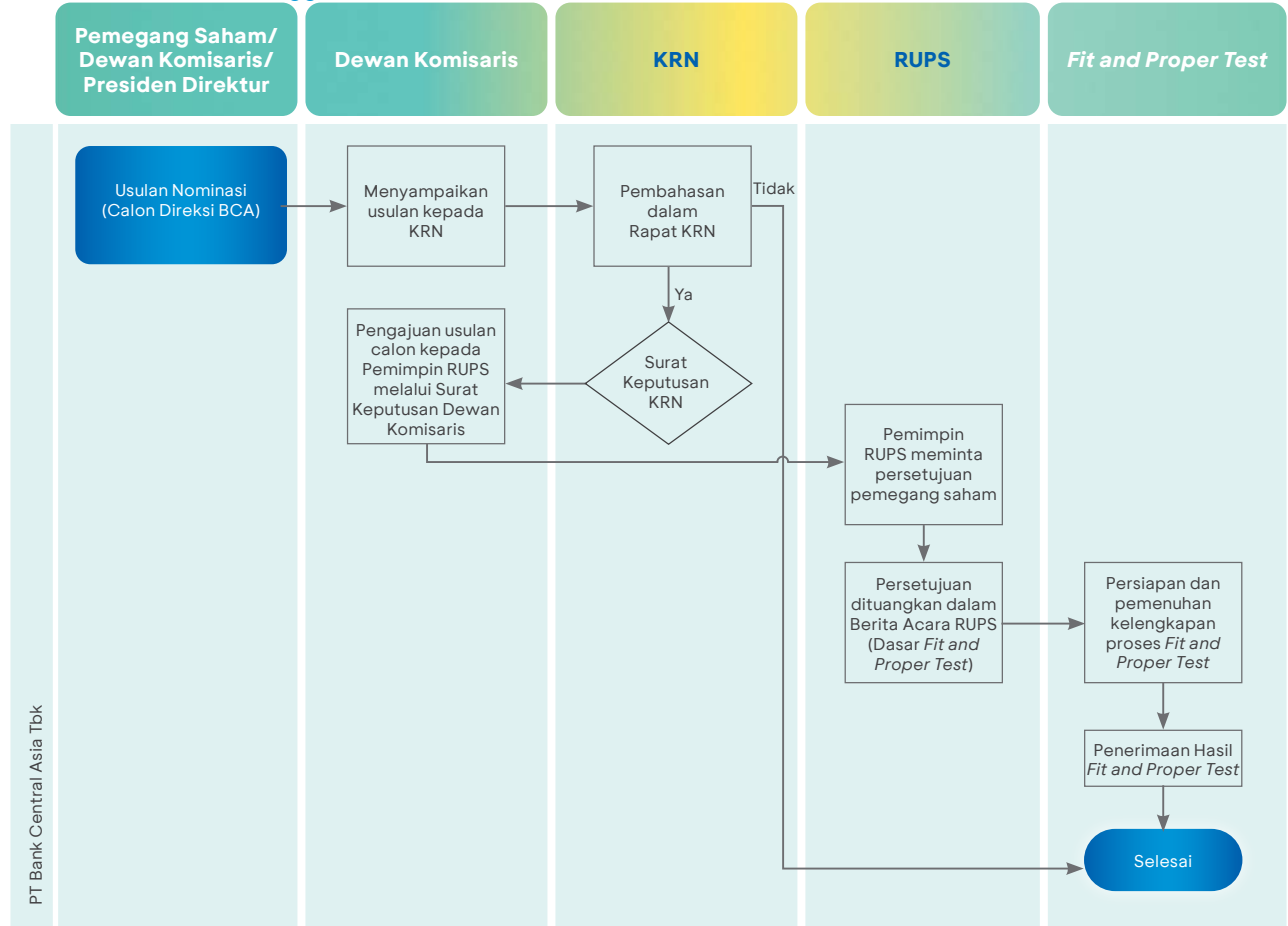 Pemegang Saham/
Dewan Komisaris/
Presiden Direktur
Dewan Komisaris
KRN
RUPS
Fit and Proper Test
Usulan Nominasi
(Calon Direksi BCA)
Menyampaikan
usulan kepada
KRN
Pembahasan
dalam
Rapat KRN
Tidak
Ya
Pengajuan usulan
calon kepada
Pemimpin RUPS
melalui Surat
Keputusan Dewan
Komisaris
Surat
Keputusan
KRN
Pemimpin
RUPS meminta
persetujuan
pemegang saham
Persetujuan
dituangkan dalam
Berita Acara RUPS
(Dasar Fit and
Proper Test)
Persiapan dan
pemenuhan
kelengkapan
proses Fit and
Proper Test
Penerimaan Hasil
Fit and Proper Test
Selesai
PT Bank Central Asia Tbk